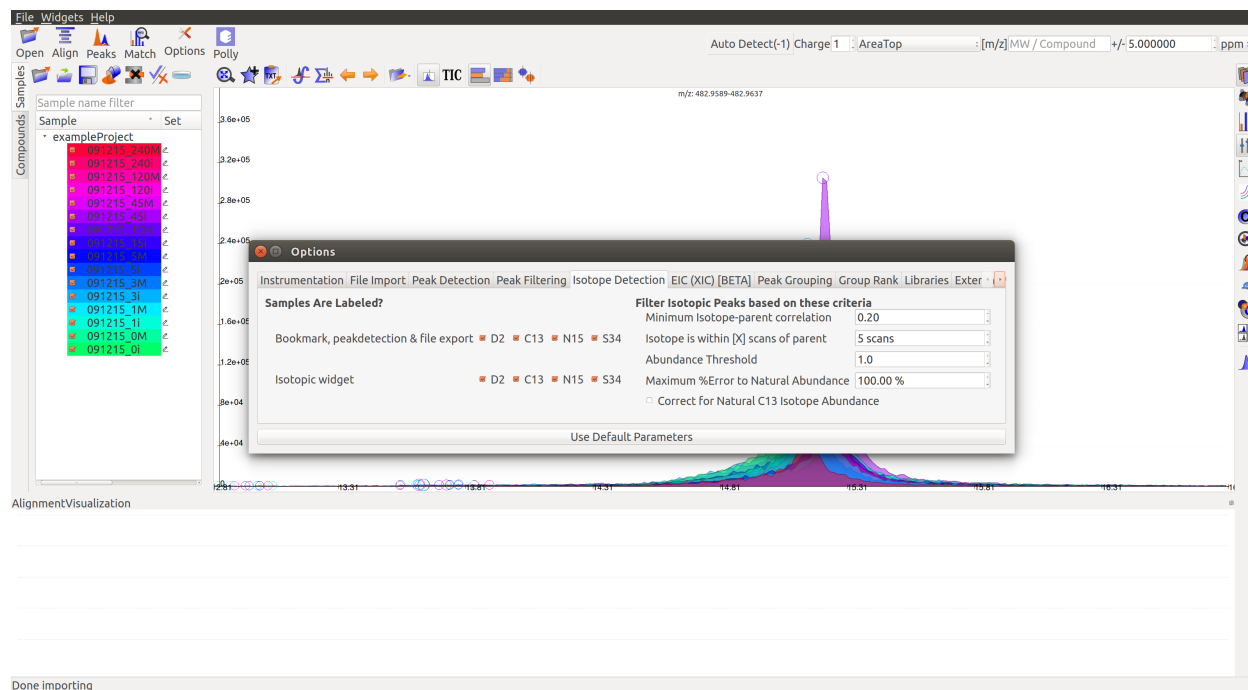 File Widgets Help
Open Align Peaks Match Options Polly
Auto Detect(-1) Charge 1 AreaTop [m/z] MW / Compound +/- 5.000000 ppm
Samples
Compounds
TXT
TIC
Sample name filter
Sample Set
exampleProject
091215_240M
091215_240i
091215_120M
091215_120i
091215_45M
091215_45i
091215_15M
091215_15i
091215_5M
091215_5i
091215_3M
091215_3i
091215_1M
091215_1i
091215_0M
091215_0i
m/z: 482.9589-482.9637
3.6e+05
3.2e+05
2.8e+05
2.4e+05
2e+05
1.6e+05
1.2e+05
8e+04
4e+04
12.81 13.31 13.81 14.31 14.81 15.31 15.81 16.31
Options
Instrumentation File Import Peak Detection Peak Filtering Isotope Detection EIC (XIC) [BETA] Peak Grouping Group Rank Libraries Exter
Samples Are Labeled?
Bookmark, peakdetection & file export D2 C13 N15 S34
Isotopic widget D2 C13 N15 S34
Filter Isotopic Peaks based on these criteria
Minimum Isotope-parent correlation 0.20
Isotope is within [X] scans of parent 5 scans
Abundance Threshold 1.0
Maximum %Error to Natural Abundance 100.00 %
Correct for Natural C13 Isotope Abundance
Use Default Parameters
AlignmentVisualization
Done importing